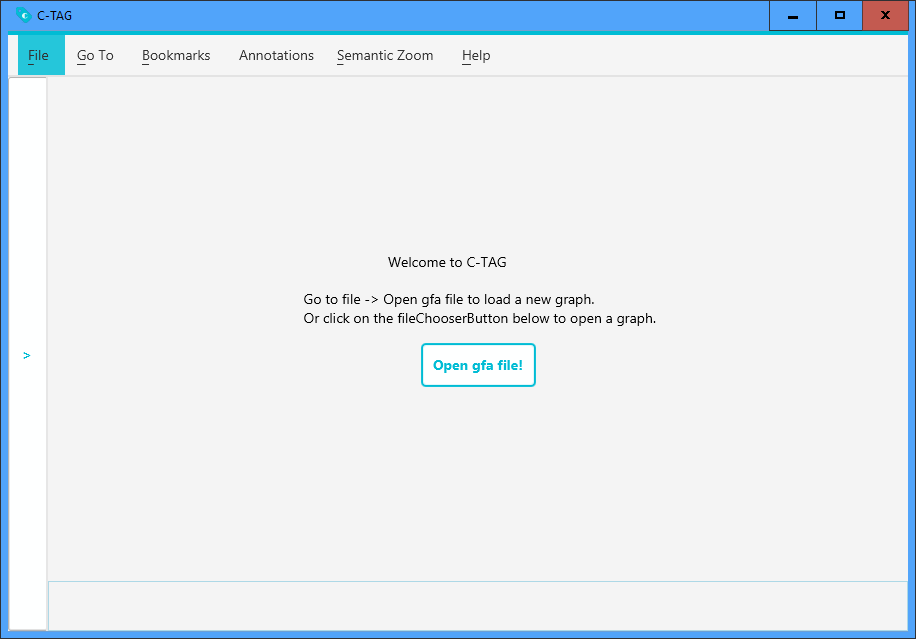 C-TAG
File Go To Bookmarks Annotations Semantic Zoom Help
Welcome to C-TAG
Go to file -> Open gfa file to load a new graph.
Or click on the fileChooserButton below to open a graph.
>
Open gfa file!